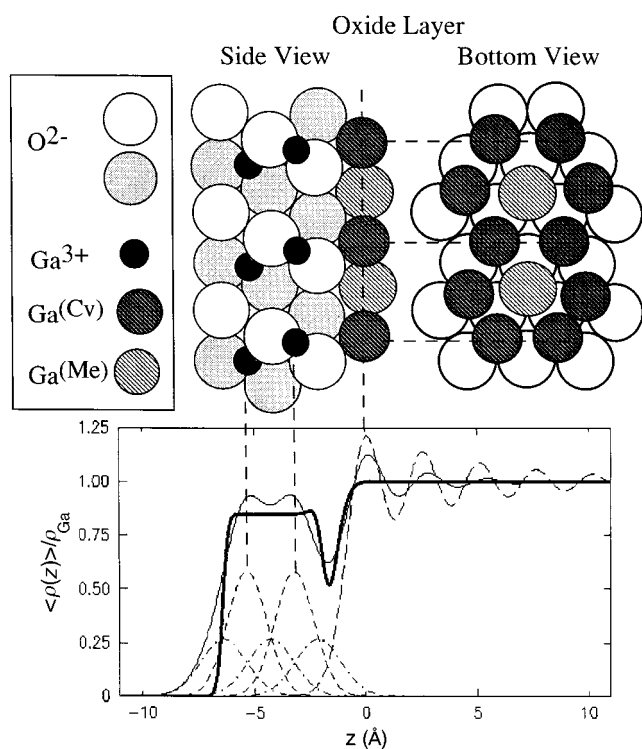 Oxide Layer
Side View
Bottom View
O2-
Ga3+
Ga(Cv)
Ga(Me)
1.25
1.00
0.75
0.50
0.25
0
<ρ(z)>/ρGa
-10
-5
0
5
10
z (Å)